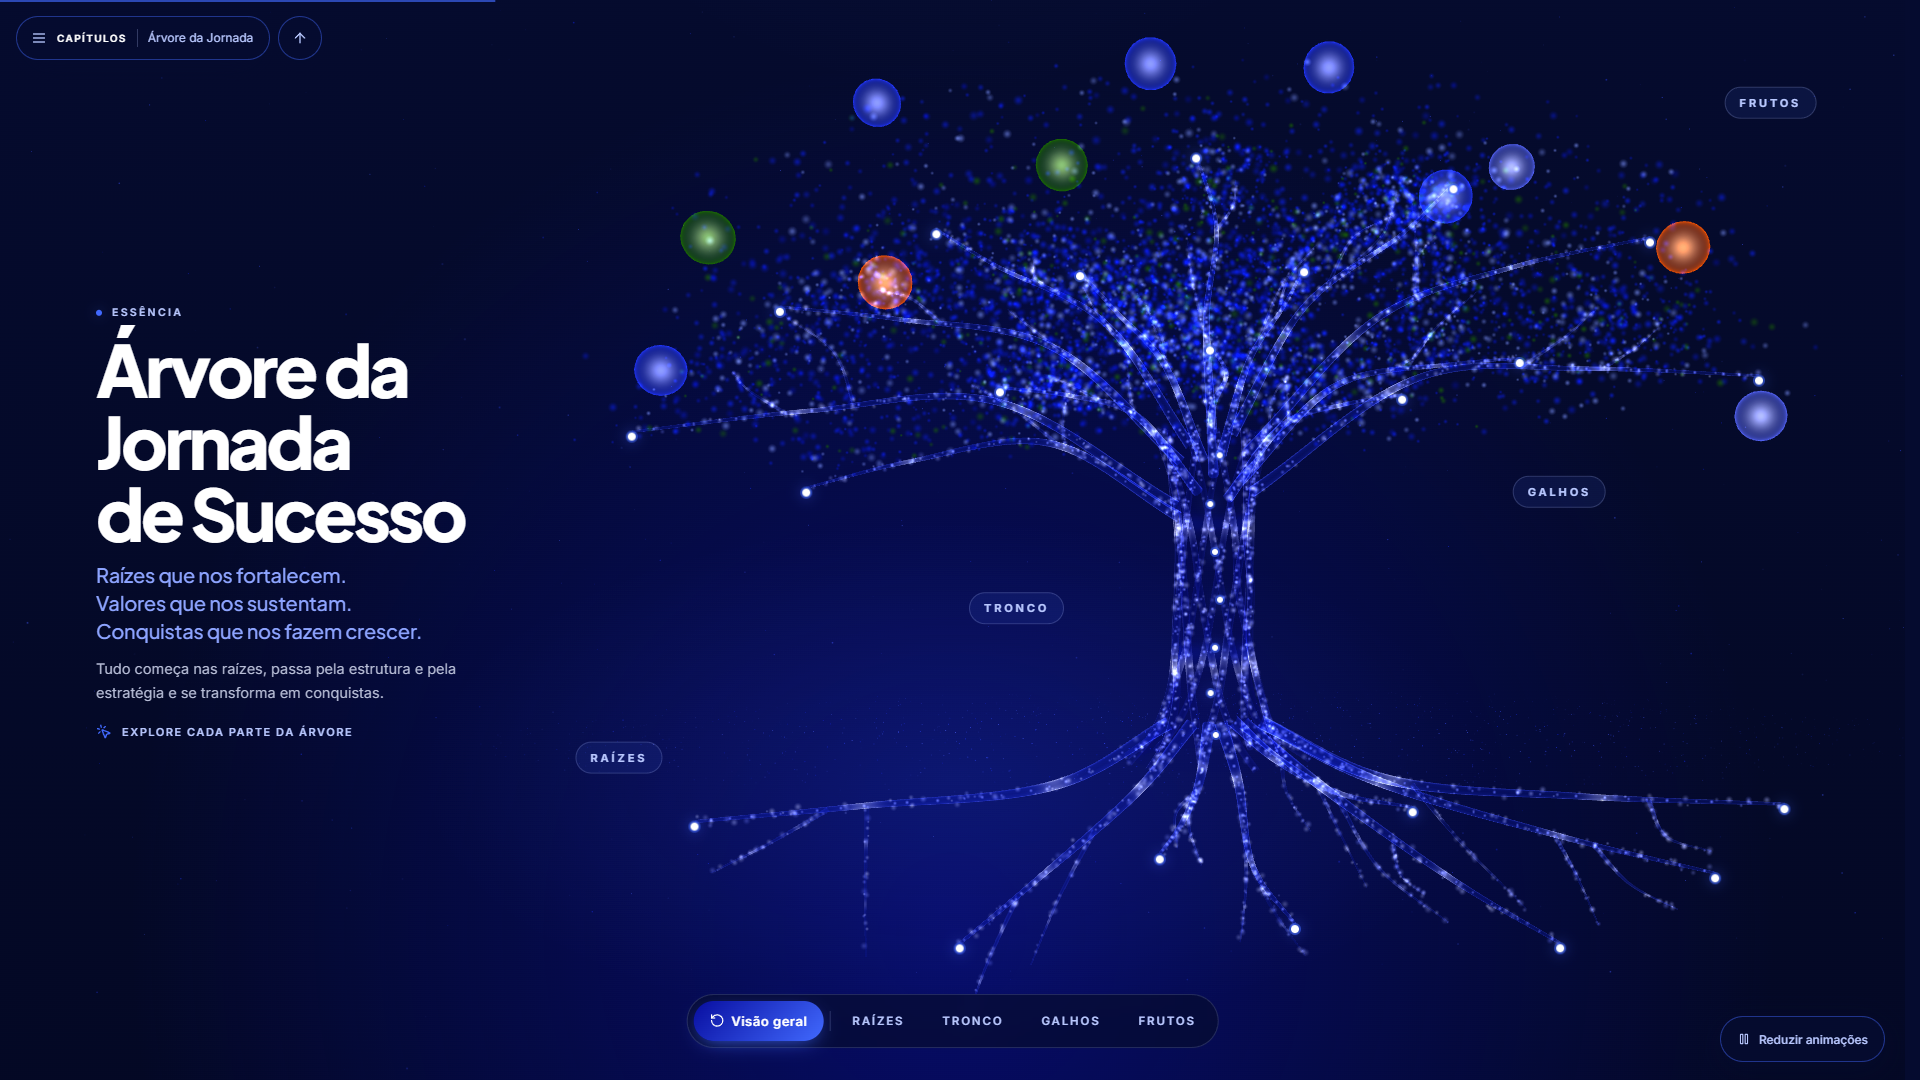 CAPÍTULOS
Árvore da Jornada
FRUTOS
ESSÊNCIA
Árvore da
Jornada
de Sucesso
Raízes que nos fortalecem.
Valores que nos sustentam.
Conquistas que nos fazem crescer.
Tudo começa nas raízes, passa pela estrutura e pela
estratégia e se transforma em conquistas.
EXPLORE CADA PARTE DA ÁRVORE
GALHOS
TRONCO
RAÍZES
Visão geral
RAÍZES
TRONCO
GALHOS
FRUTOS
Reduzir animações